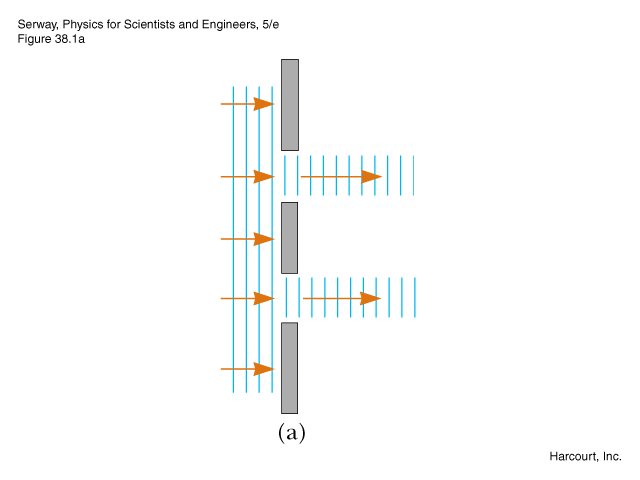 Serway, Physics for Scientists and Engineers, 5/e
Figure 38.1a
(a)
Harcourt, Inc.